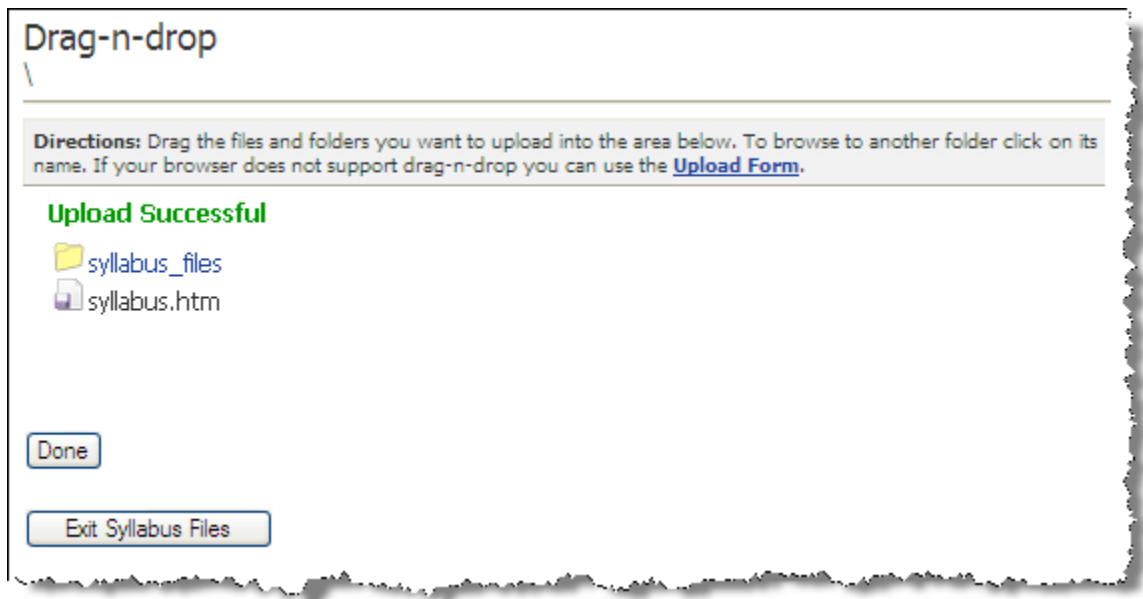 Drag-n-drop
\
Directions: Drag the files and folders you want to upload into the area below. To browse to another folder click on its
name. If your browser does not support drag-n-drop you can use the Upload Form.
Upload Successful
syllabus_files
syllabus.htm
Done
Exit Syllabus Files